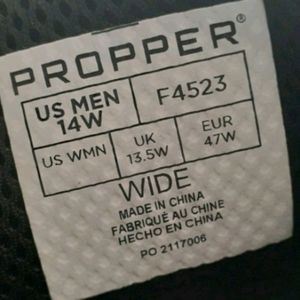 PROPPER®
US MEN 14W
F4523
US WMN
UK 13.5W
EUR 47W
WIDE
MADE IN CHINA
FABRIQUÉ AU CHINE
HECHO EN CHINA
PO 2117006